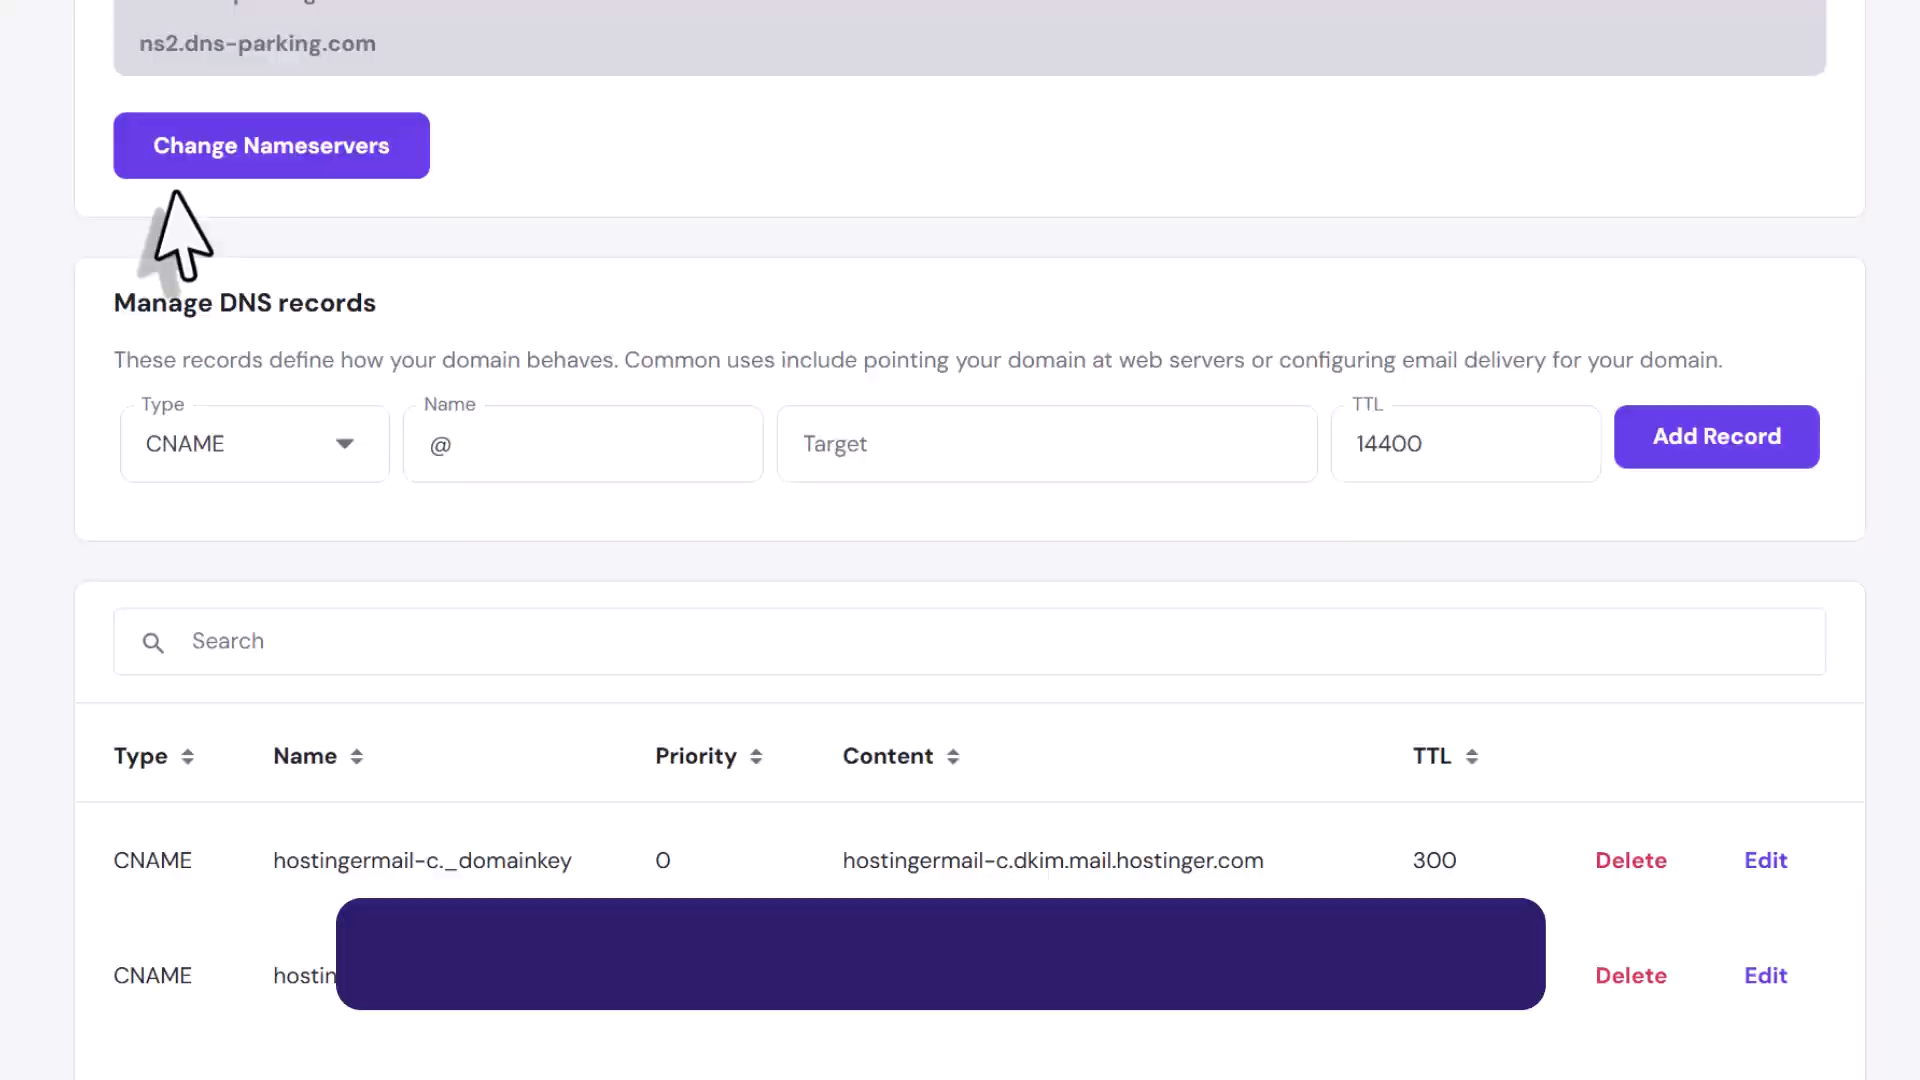 ns2.dns-parking.com
Change Nameservers
Manage DNS records
These records define how your domain behaves. Common uses include pointing your domain at web servers or configuring email delivery for your domain.
Type Name TTL
CNAME @ Target 14400 Add Record
Search
Type Name Priority Content TTL
CNAME hostingermail-c._domainkey 0 hostingermail-c.dkim.mail.hostinger.com 300 Delete Edit
CNAME hostin Delete Edit